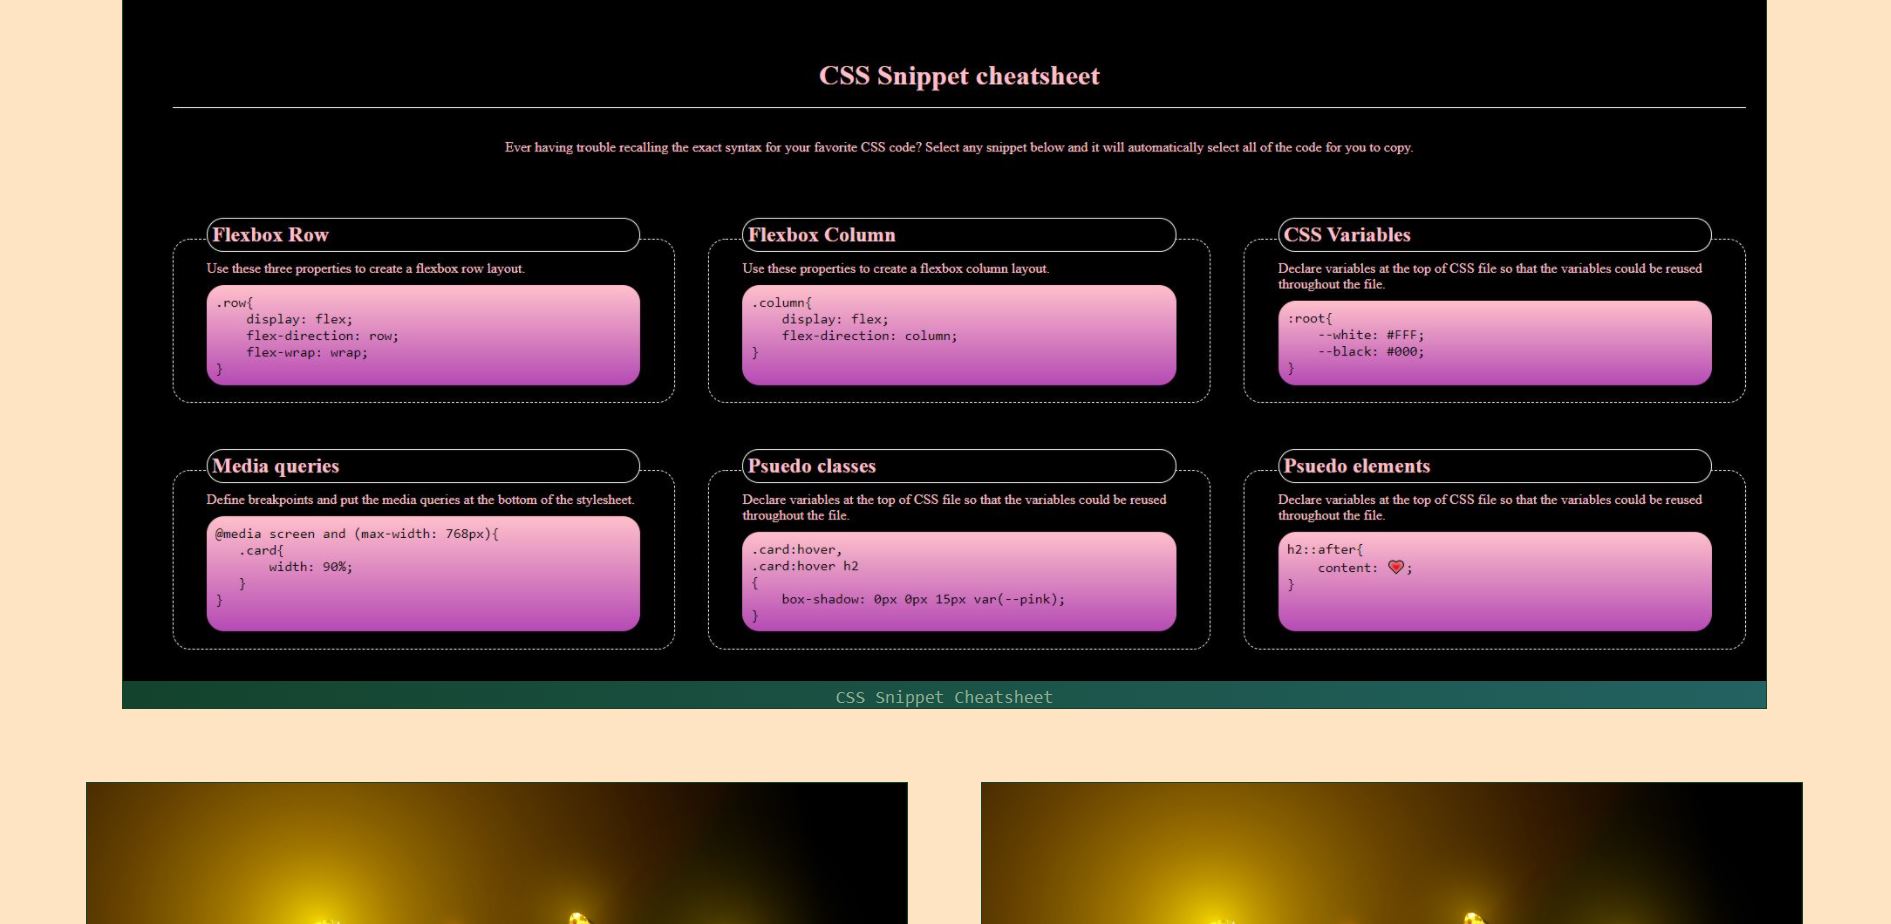 CSS Snippet cheatsheet
Ever having trouble recalling the exact syntax for your favorite CSS code? Select any snippet below and it will automatically select all of the code for you to copy.
Flexbox Row
Use these three properties to create a flexbox row layout.
.row{
    display: flex;
    flex-direction: row;
    flex-wrap: wrap;
}
Flexbox Column
Use these properties to create a flexbox column layout.
.column{
    display: flex;
    flex-direction: column;
}
CSS Variables
Declare variables at the top of CSS file so that the variables could be reused
throughout the file.
:root{
    --white: #FFF;
    --black: #000;
}
Media queries
Define breakpoints and put the media queries at the bottom of the stylesheet.
@media screen and (max-width: 768px){
   .card{
       width: 90%;
   }
}
Psuedo classes
Declare variables at the top of CSS file so that the variables could be reused
throughout the file.
.card:hover,
.card:hover h2
{
    box-shadow: 0px 0px 15px var(--pink);
}
Psuedo elements
Declare variables at the top of CSS file so that the variables could be reused
throughout the file.
h2::after{
    content: 💗;
}
CSS Snippet Cheatsheet